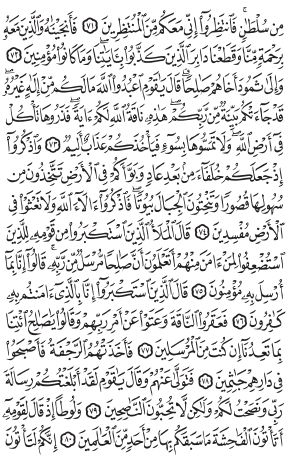 مِن سُلْطَٰنٍ ۚ فَٱنتَظِرُوٓا۟ إِنِّى مَعَكُم مِّنَ ٱلْمُنتَظِرِينَ ٧١ فَأَنجَيْنَٰهُ وَٱلَّذِينَ مَعَهُۥ
بِرَحْمَةٍ مِّنَّا وَقَطَعْنَا دَابِرَ ٱلَّذِينَ كَذَّبُوا۟ بِـَٔايَٰتِنَا ۖ وَمَا كَانُوا۟ مُؤْمِنِينَ ٧٢
وَإِلَىٰ ثَمُودَ أَخَاهُمْ صَٰلِحًا ۗ قَالَ يَٰقَوْمِ ٱعْبُدُوا۟ ٱللَّهَ مَا لَكُم مِّنْ إِلَٰهٍ غَيْرُهُۥ ۖ
قَدْ جَآءَتْكُم بَيِّنَةٌ مِّن رَّبِّكُمْ ۖ هَٰذِهِۦ نَاقَةُ ٱللَّهِ لَكُمْ ءَايَةً ۖ فَذَرُوهَا تَأْكُلْ
فِىٓ أَرْضِ ٱللَّهِ ۖ وَلَا تَمَسُّوهَا بِسُوٓءٍ فَيَأْخُذَكُمْ عَذَابٌ أَلِيمٌ ٧٣ وَٱذْكُرُوٓا۟
إِذْ جَعَلَكُمْ خُلَفَآءَ مِنۢ بَعْدِ عَادٍ وَبَوَّأَكُمْ فِى ٱلْأَرْضِ تَتَّخِذُونَ مِن
سُهُولِهَا قُصُورًا وَتَنْحِتُونَ ٱلْجِبَالَ بُيُوتًا ۖ فَٱذْكُرُوٓا۟ ءَالَآءَ ٱللَّهِ وَلَا تَعْثَوْا۟ فِى
ٱلْأَرْضِ مُفْسِدِينَ ٧٤ قَالَ ٱلْمَلَأُ ٱلَّذِينَ ٱسْتَكْبَرُوا۟ مِن قَوْمِهِۦ لِلَّذِينَ
ٱسْتُضْعِفُوا۟ لِمَنْ ءَامَنَ مِنْهُمْ أَتَعْلَمُونَ أَنَّ صَٰلِحًا مُّرْسَلٌ مِّن رَّبِّهِۦ ۚ قَالُوٓا۟ إِنَّا بِمَآ
أُرْسِلَ بِهِۦ مُؤْمِنُونَ ٧٥ قَالَ ٱلَّذِينَ ٱسْتَكْبَرُوٓا۟ إِنَّا بِٱلَّذِىٓ ءَامَنتُم بِهِۦ
كَٰفِرُونَ ٧٦ فَعَقَرُوا۟ ٱلنَّاقَةَ وَعَتَوْا۟ عَنْ أَمْرِ رَبِّهِمْ وَقَالُوا۟ يَٰصَٰلِحُ ٱئْتِنَا
بِمَا تَعِدُنَآ إِن كُنتَ مِنَ ٱلْمُرْسَلِينَ ٧٧ فَأَخَذَتْهُمُ ٱلرَّجْفَةُ فَأَصْبَحُوا۟
فِى دَارِهِمْ جَٰثِمِينَ ٧٨ فَتَوَلَّىٰ عَنْهُمْ وَقَالَ يَٰقَوْمِ لَقَدْ أَبْلَغْتُكُمْ رِسَالَةَ
رَبِّى وَنَصَحْتُ لَكُمْ وَلَٰكِن لَّا تُحِبُّونَ ٱلنَّٰصِحِينَ ٧٩ وَلُوطًا إِذْ قَالَ لِقَوْمِهِۦٓ
أَتَأْتُونَ ٱلْفَٰحِشَةَ مَا سَبَقَكُم بِهَا مِنْ أَحَدٍ مِّنَ ٱلْعَٰلَمِينَ ٨٠ إِنَّكُمْ لَتَأْتُونَ